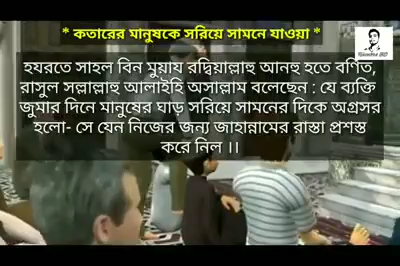 * কতারের মানুষকে সরিয়ে সামনে যাওয়া *
হযরতে সাহল বিন মুয়ায রদ্বিয়াল্লাহু আনহু হতে বর্ণিত,
রাসুল সল্লাল্লাহু আলাইহি অসাল্লাম বলেছেন : যে ব্যক্তি
জুমার দিনে মানুষের ঘাড় সরিয়ে সামনের দিকে অগ্রসর
হলো- সে যেন নিজের জন্য জাহান্নামের রাস্তা প্রশস্ত
করে নিল ।।